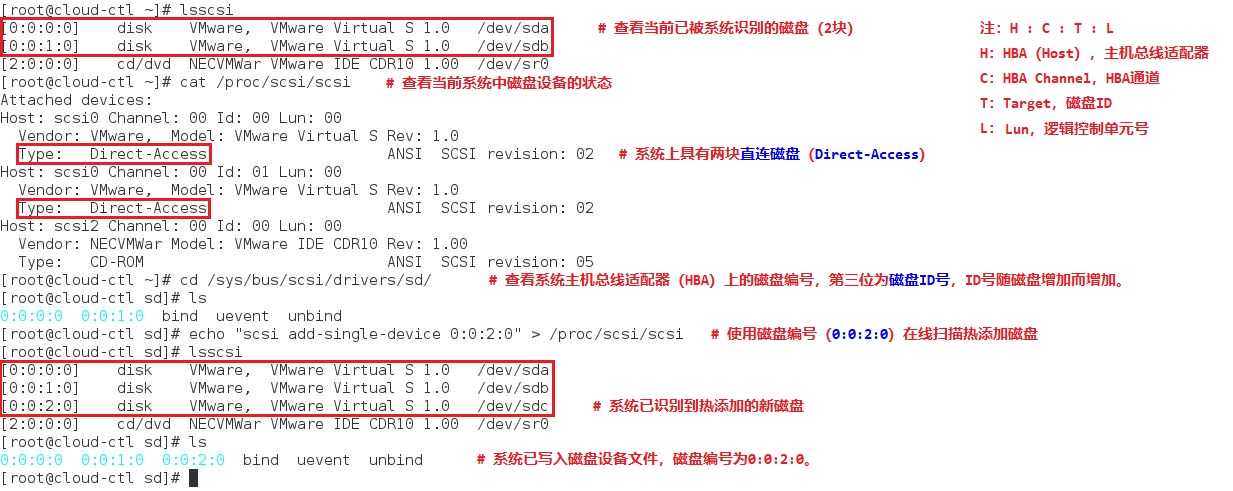 [root@cloud-ctl ~]# lsscsi
[0:0:0:0]    disk    VMware,  VMware Virtual S 1.0   /dev/sda    # 查看当前已被系统识别的磁盘（2块）    注：H : C : T : L
[0:0:1:0]    disk    VMware,  VMware Virtual S 1.0   /dev/sdb    H：HBA（Host），主机总线适配器
[2:0:0:0]    cd/dvd  NECVMWar VMware IDE CDR10 1.00  /dev/sr0
[root@cloud-ctl ~]# cat /proc/scsi/scsi    # 查看当前系统中磁盘设备的状态    C：HBA Channel，HBA通道
Attached devices:    T：Target，磁盘ID
Host: scsi0 Channel: 00 Id: 00 Lun: 00    L：Lun，逻辑控制单元号
  Vendor: VMware,  Model: VMware Virtual S Rev: 1.0
  Type:   Direct-Access                    ANSI  SCSI revision: 02    # 系统上具有两块直连磁盘（Direct-Access）
Host: scsi0 Channel: 00 Id: 01 Lun: 00
  Vendor: VMware,  Model: VMware Virtual S Rev: 1.0
  Type:   Direct-Access                    ANSI  SCSI revision: 02
Host: scsi2 Channel: 00 Id: 00 Lun: 00
  Vendor: NECVMWar Model: VMware IDE CDR10 Rev: 1.00
  Type:   CD-ROM                           ANSI  SCSI revision: 05
[root@cloud-ctl ~]# cd /sys/bus/scsi/drivers/sd/    # 查看系统主机总线适配器（HBA）上的磁盘编号，第三位为磁盘ID号，ID号随磁盘增加而增加。
[root@cloud-ctl sd]# ls
0:0:0:0  0:0:1:0  bind  uevent  unbind
[root@cloud-ctl sd]# echo "scsi add-single-device 0:0:2:0" > /proc/scsi/scsi    # 使用磁盘编号（0:0:2:0）在线扫描热添加磁盘
[root@cloud-ctl sd]# lsscsi
[0:0:0:0]    disk    VMware,  VMware Virtual S 1.0   /dev/sda
[0:0:1:0]    disk    VMware,  VMware Virtual S 1.0   /dev/sdb
[0:0:2:0]    disk    VMware,  VMware Virtual S 1.0   /dev/sdc    # 系统已识别到热添加的新磁盘
[2:0:0:0]    cd/dvd  NECVMWar VMware IDE CDR10 1.00  /dev/sr0
[root@cloud-ctl sd]# ls
0:0:0:0  0:0:1:0  0:0:2:0  bind  uevent  unbind    # 系统已写入磁盘设备文件，磁盘编号为0:0:2:0。
[root@cloud-ctl sd]#